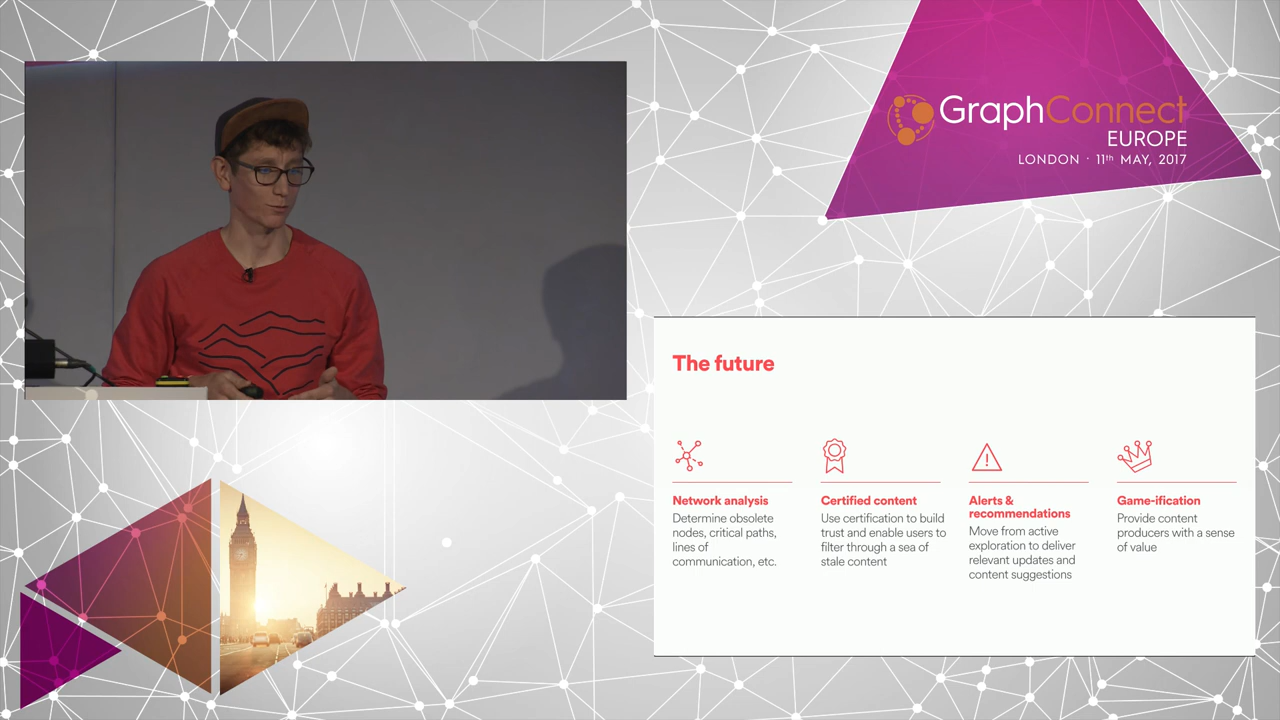 GraphConnect
EUROPE
LONDON · 11th MAY, 2017
The future
Network analysis
Determine obsolete
nodes, critical paths,
lines of
communication, etc.
Certified content
Use certification to build
trust and enable users to
filter through a sea of
stale content
Alerts &
recommendations
Move from active
exploration to deliver
relevant updates and
content suggestions
Game-ification
Provide content
producers with a sense
of value